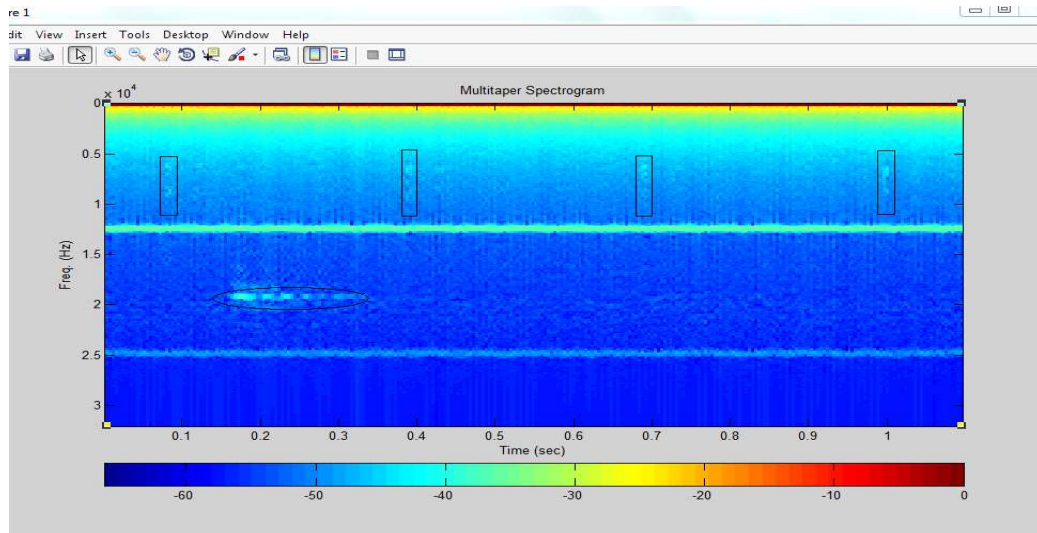 re 1
dit View Insert Tools Desktop Window Help
Multitaper Spectrogram
× 10⁴
0
0.5
1
1.5
2
2.5
3
Freq. (Hz)
0.1 0.2 0.3 0.4 0.5 0.6 0.7 0.8 0.9 1
Time (sec)
-60 -50 -40 -30 -20 -10 0